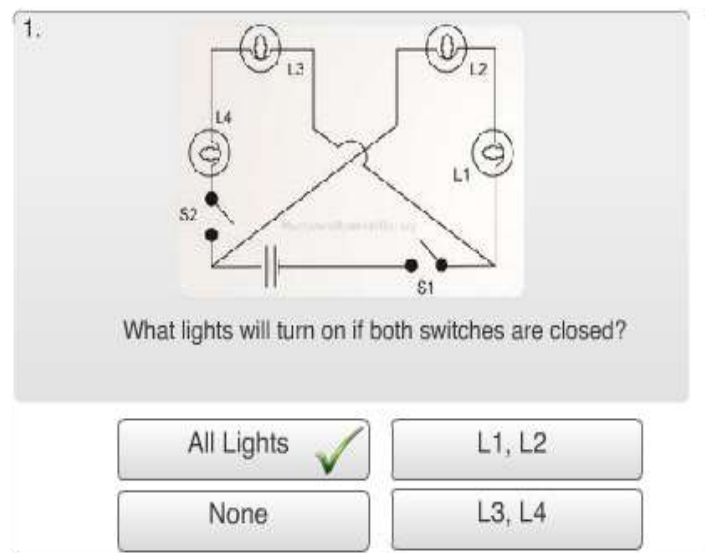 1.
L3
L2
L4
L1
S2
S1
What lights will turn on if both switches are closed?
All Lights
L1, L2
None
L3, L4